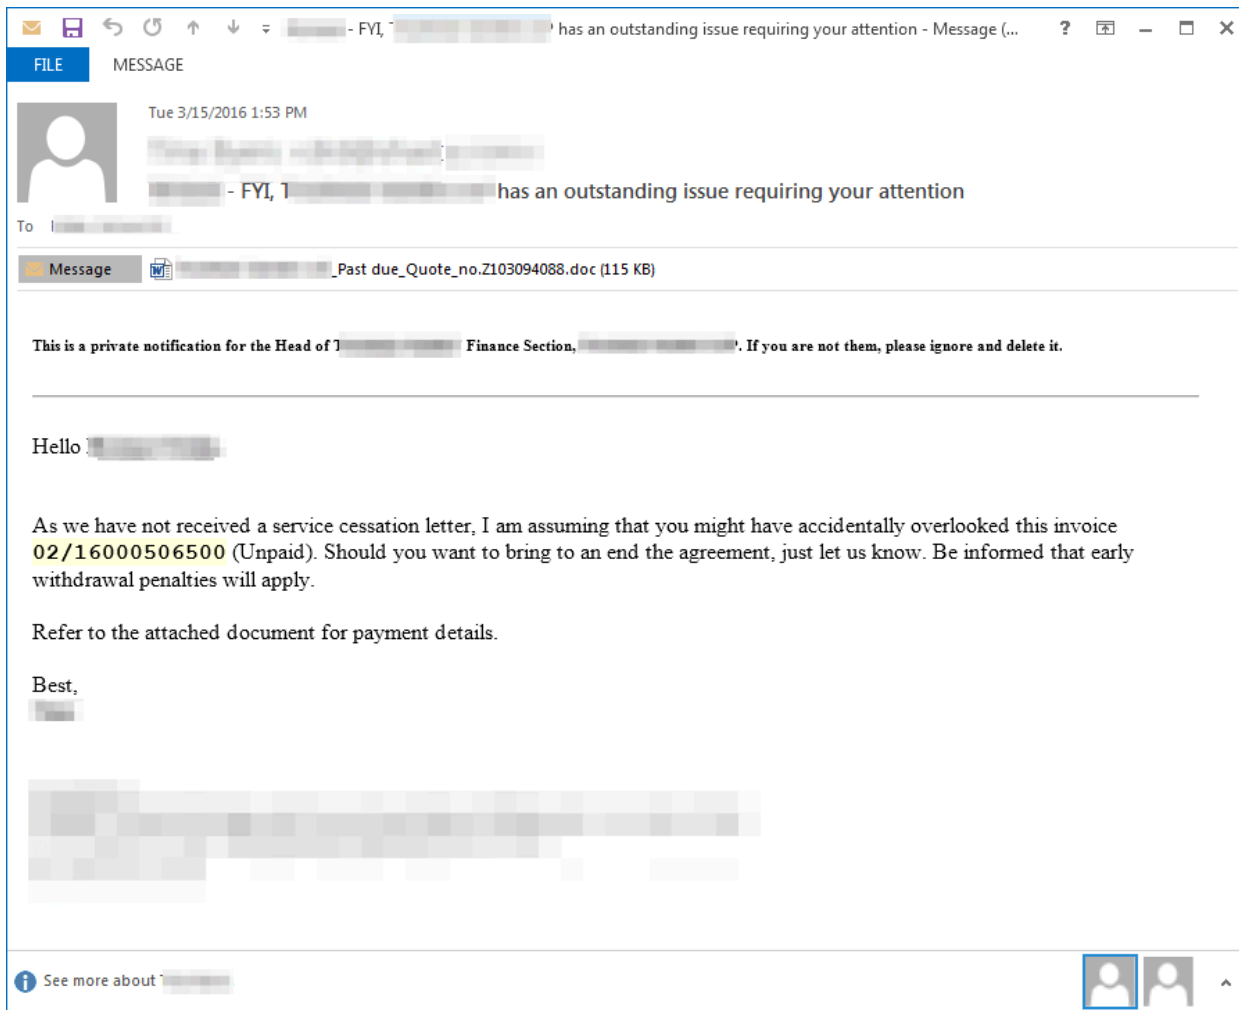 - FYI, has an outstanding issue requiring your attention - Message (...
FILE MESSAGE
Tue 3/15/2016 1:53 PM
- FYI, T has an outstanding issue requiring your attention
To
Message _Past due_Quote_no.Z103094088.doc (115 KB)
This is a private notification for the Head of Finance Section, . If you are not them, please ignore and delete it.
Hello
As we have not received a service cessation letter, I am assuming that you might have accidentally overlooked this invoice
02/16000506500 (Unpaid). Should you want to bring to an end the agreement, just let us know. Be informed that early
withdrawal penalties will apply.
Refer to the attached document for payment details.
Best,
See more about